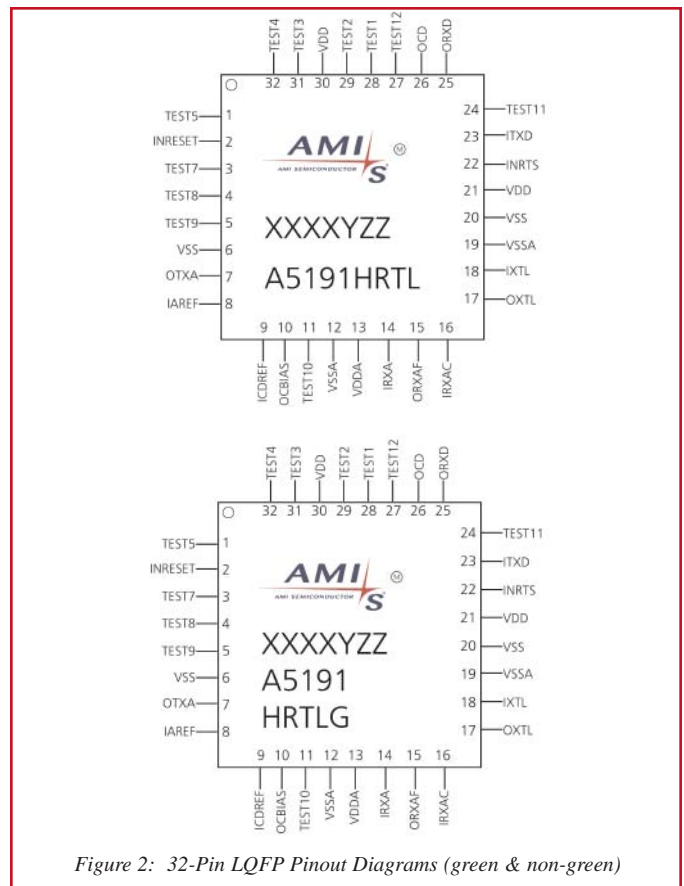 TEST4 TEST3 VDD TEST2 TEST1 TEST12 OCD ORXD
32 31 30 29 28 27 26 25
TEST5 1
INRESET 2
TEST7 3
TEST8 4
TEST9 5
VSS 6
OTXA 7
IAREF 8
24 TEST11
23 ITXD
22 INRTS
21 VDD
20 VSS
19 VSSA
18 IXTL
17 OXTL
AMI S M
AMI SEMICONDUCTOR
XXXXYZZ
A5191HRTL
9 10 11 12 13 14 15 16
ICDREF OCBIAS TEST10 VSSA VDDA IRXA ORXAF IRXAC
TEST4 TEST3 VDD TEST2 TEST1 TEST12 OCD ORXD
32 31 30 29 28 27 26 25
TEST5 1
INRESET 2
TEST7 3
TEST8 4
TEST9 5
VSS 6
OTXA 7
IAREF 8
24 TEST11
23 ITXD
22 INRTS
21 VDD
20 VSS
19 VSSA
18 IXTL
17 OXTL
AMI S M
AMI SEMICONDUCTOR
XXXXYZZ
A5191
HRTLG
9 10 11 12 13 14 15 16
ICDREF OCBIAS TEST10 VSSA VDDA IRXA ORXAF IRXAC
Figure 2: 32-Pin LQFP Pinout Diagrams (green & non-green)